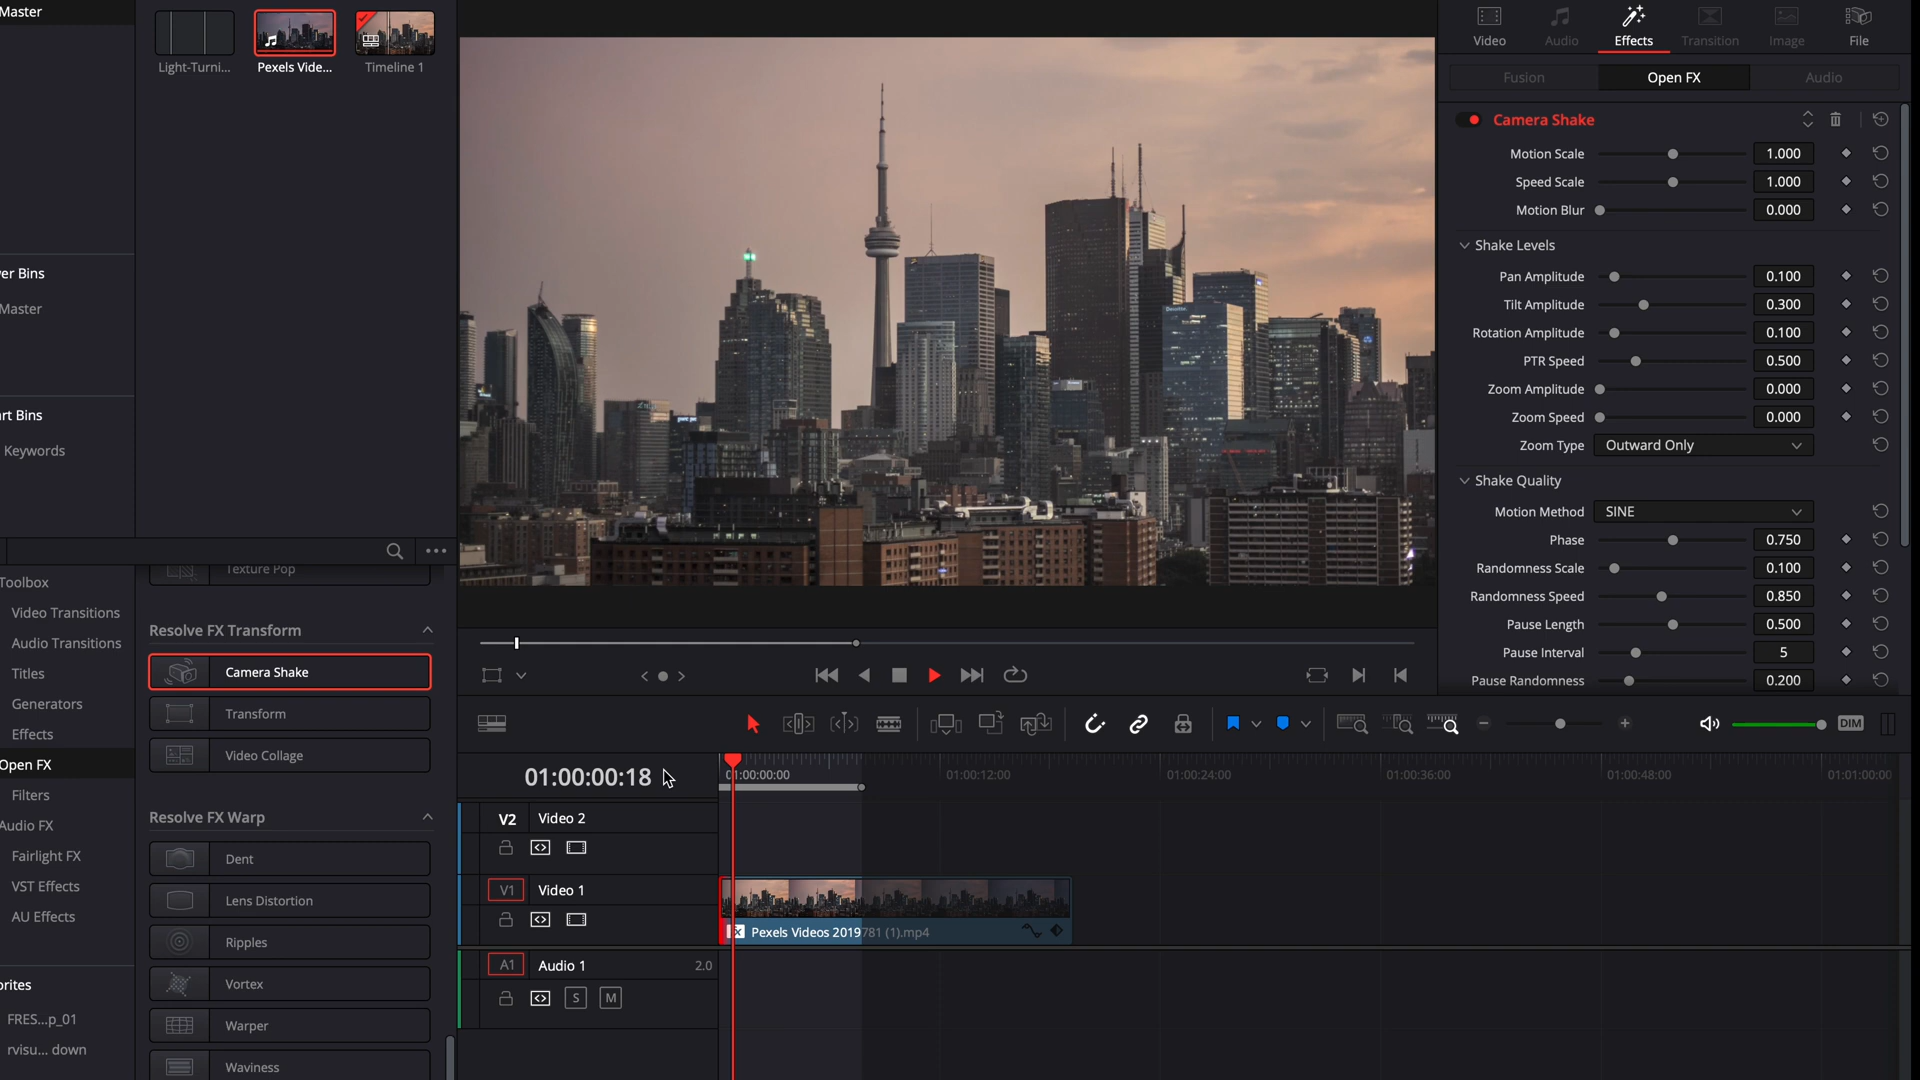 Master
Light-Turni...
Pexels Vide...
Timeline 1
er Bins
Master
rt Bins
Keywords
Toolbox
Video Transitions
Audio Transitions
Titles
Generators
Effects
Open FX
Filters
Audio FX
Fairlight FX
VST Effects
AU Effects
orites
FRES...p_01
rvisu... down
Texture Pop
Resolve FX Transform
Camera Shake
Transform
Video Collage
Resolve FX Warp
Dent
Lens Distortion
Ripples
Vortex
Warper
Waviness
01:00:00:18
01:00:00:00
01:00:12:00
01:00:24:00
01:00:36:00
01:00:48:00
01:01:00:00
DIM
V2 Video 2
V1 Video 1
Pexels Videos 2019781 (1).mp4
A1 Audio 1 2.0
S M
Video
Audio
Effects
Transition
Image
File
Fusion
Open FX
Audio
Camera Shake
Motion Scale 1.000
Speed Scale 1.000
Motion Blur 0.000
Shake Levels
Pan Amplitude 0.100
Tilt Amplitude 0.300
Rotation Amplitude 0.100
PTR Speed 0.500
Zoom Amplitude 0.000
Zoom Speed 0.000
Zoom Type Outward Only
Shake Quality
Motion Method SINE
Phase 0.750
Randomness Scale 0.100
Randomness Speed 0.850
Pause Length 0.500
Pause Interval 5
Pause Randomness 0.200